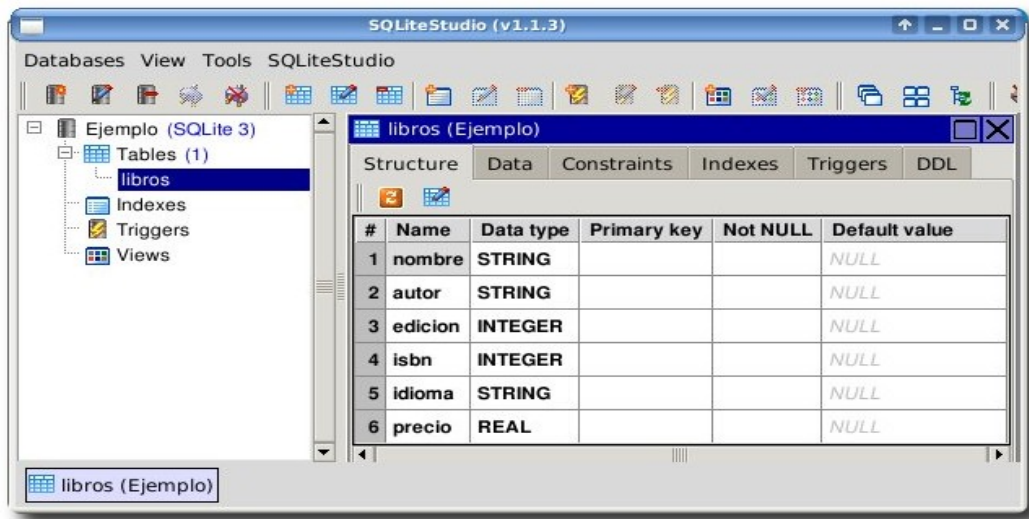 SQLiteStudio (v1.1.3)
Databases View Tools SQLiteStudio
Ejemplo (SQLite 3)
Tables (1)
libros
Indexes
Triggers
Views
libros (Ejemplo)
Structure Data Constraints Indexes Triggers DDL
# Name Data type Primary key Not NULL Default value
1 nombre STRING NULL
2 autor STRING NULL
3 edicion INTEGER NULL
4 isbn INTEGER NULL
5 idioma STRING NULL
6 precio REAL NULL
libros (Ejemplo)